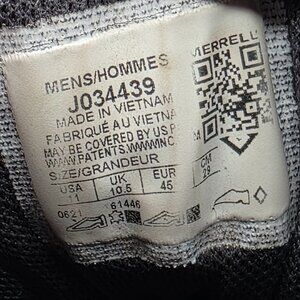 MENS/HOMMES
MERRELL
J034439
MADE IN VIETNAM
FABRIQUÉ AU VIETNA
MAY BE COVERED BY US P
SIZE/GRANDEUR
USA UK EUR CM
11 10.5 45 29
0621 61446